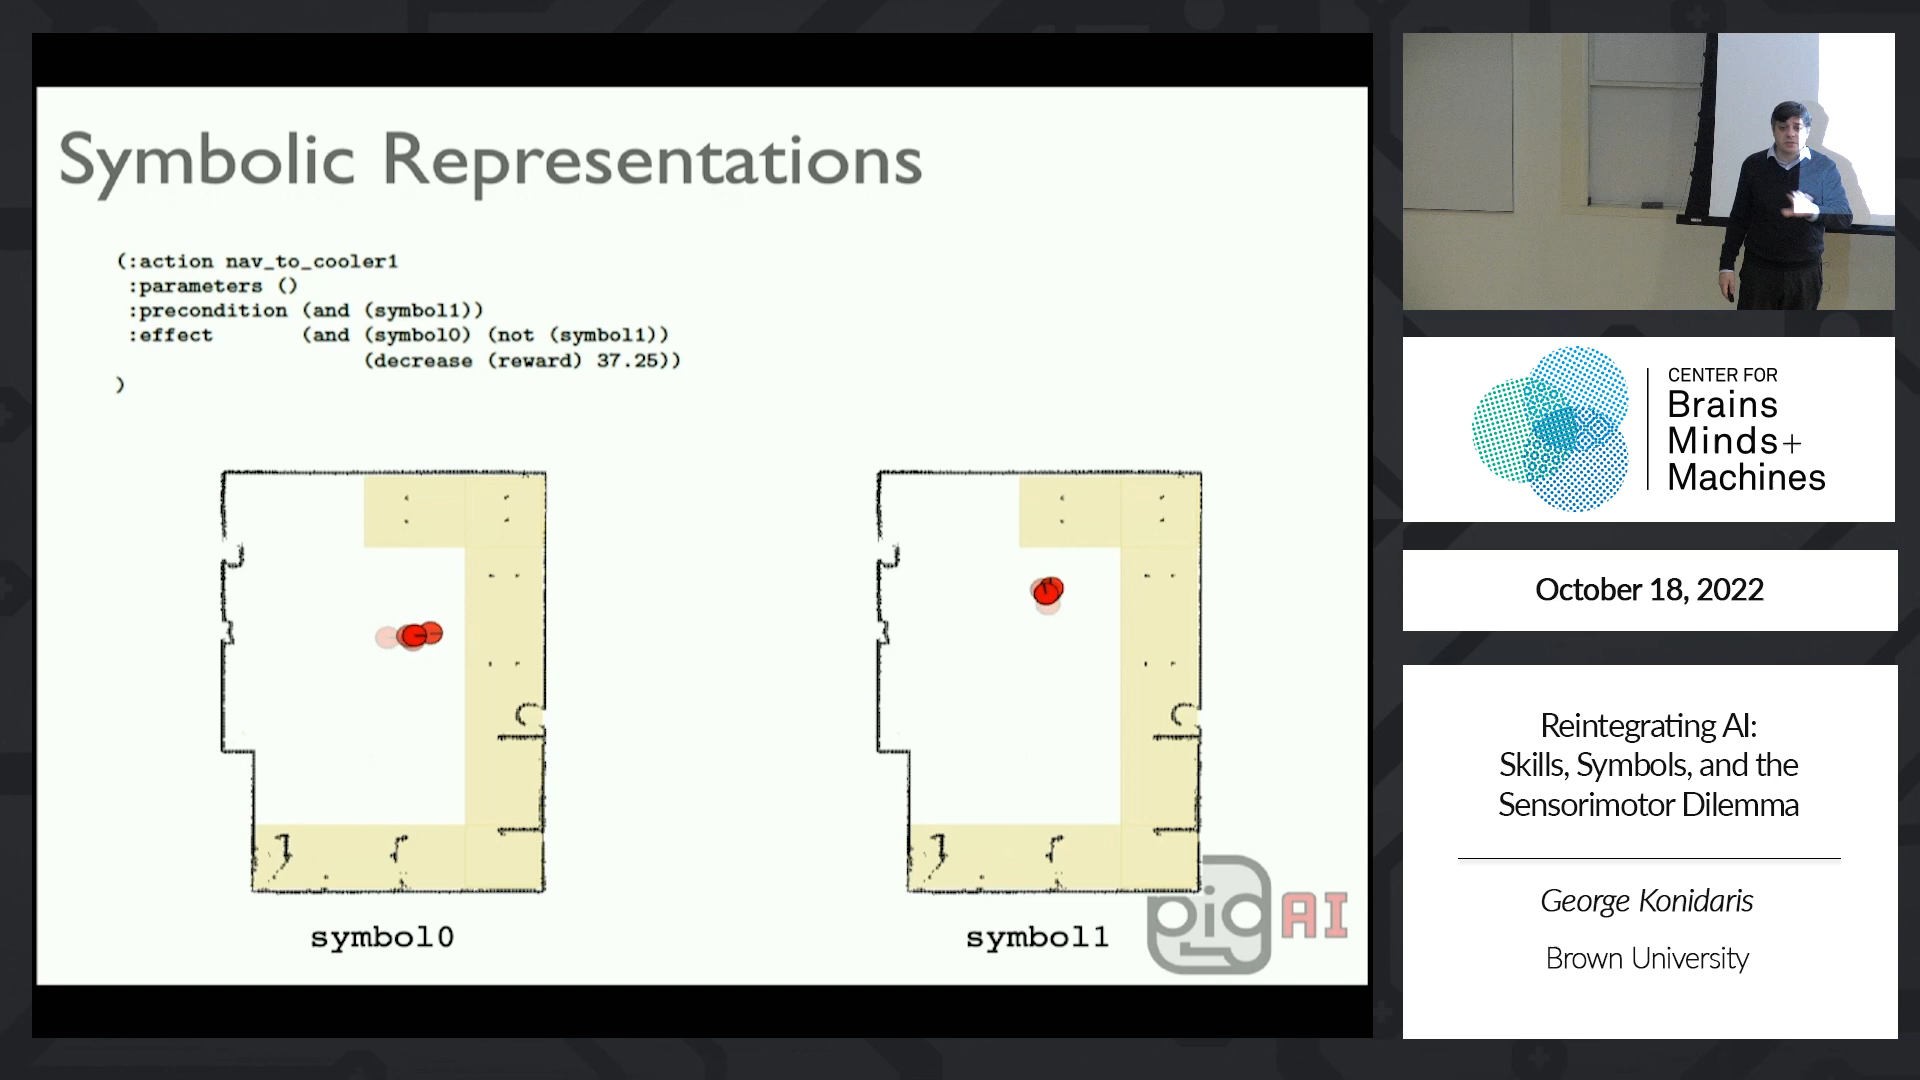 Symbolic Representations
(:action nav_to_cooler1
:parameters ()
:precondition (and (symbol1))
:effect (and (symbol0) (not (symbol1))
(decrease (reward) 37.25))
)
symbol0
symbol1
big AI
CENTER FOR
Brains
Minds+
Machines
October 18, 2022
Reintegrating AI:
Skills, Symbols, and the
Sensorimotor Dilemma
George Konidaris
Brown University